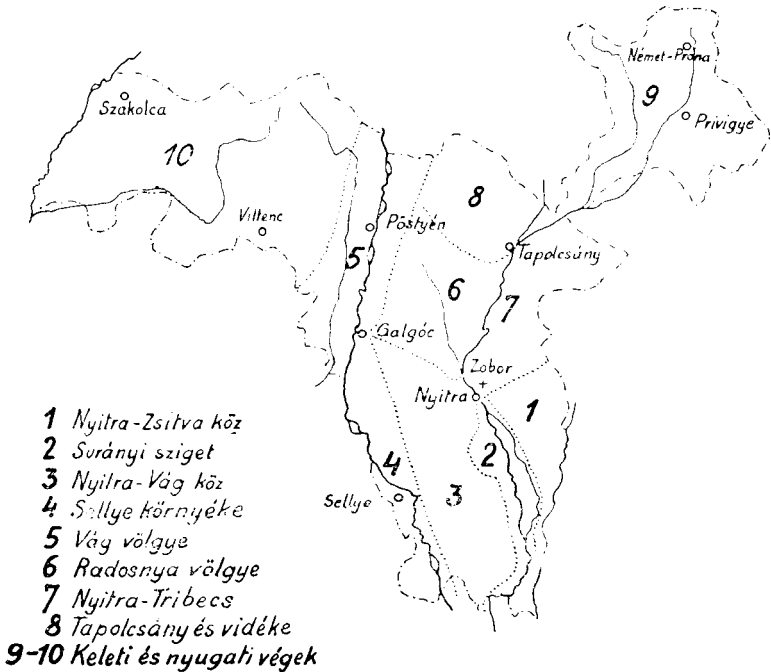 Német-Próna
9
Szakolca
Privigye
10
8
Vittenc
Pöstyén
Tapolcsány
5
6
7
Galgóc
Zobor
Nyitra
1
2
4
3
Sellye
1 Nyitra-Zsitva köz
2 Surányi sziget
3 Nyitra-Vág köz
4 Sellye környéke
5 Vág völgye
6 Radosnya völgye
7 Nyitra-Tribecs
8 Tapolcsány és vidéke
9-10 Keleti és nyugati végek